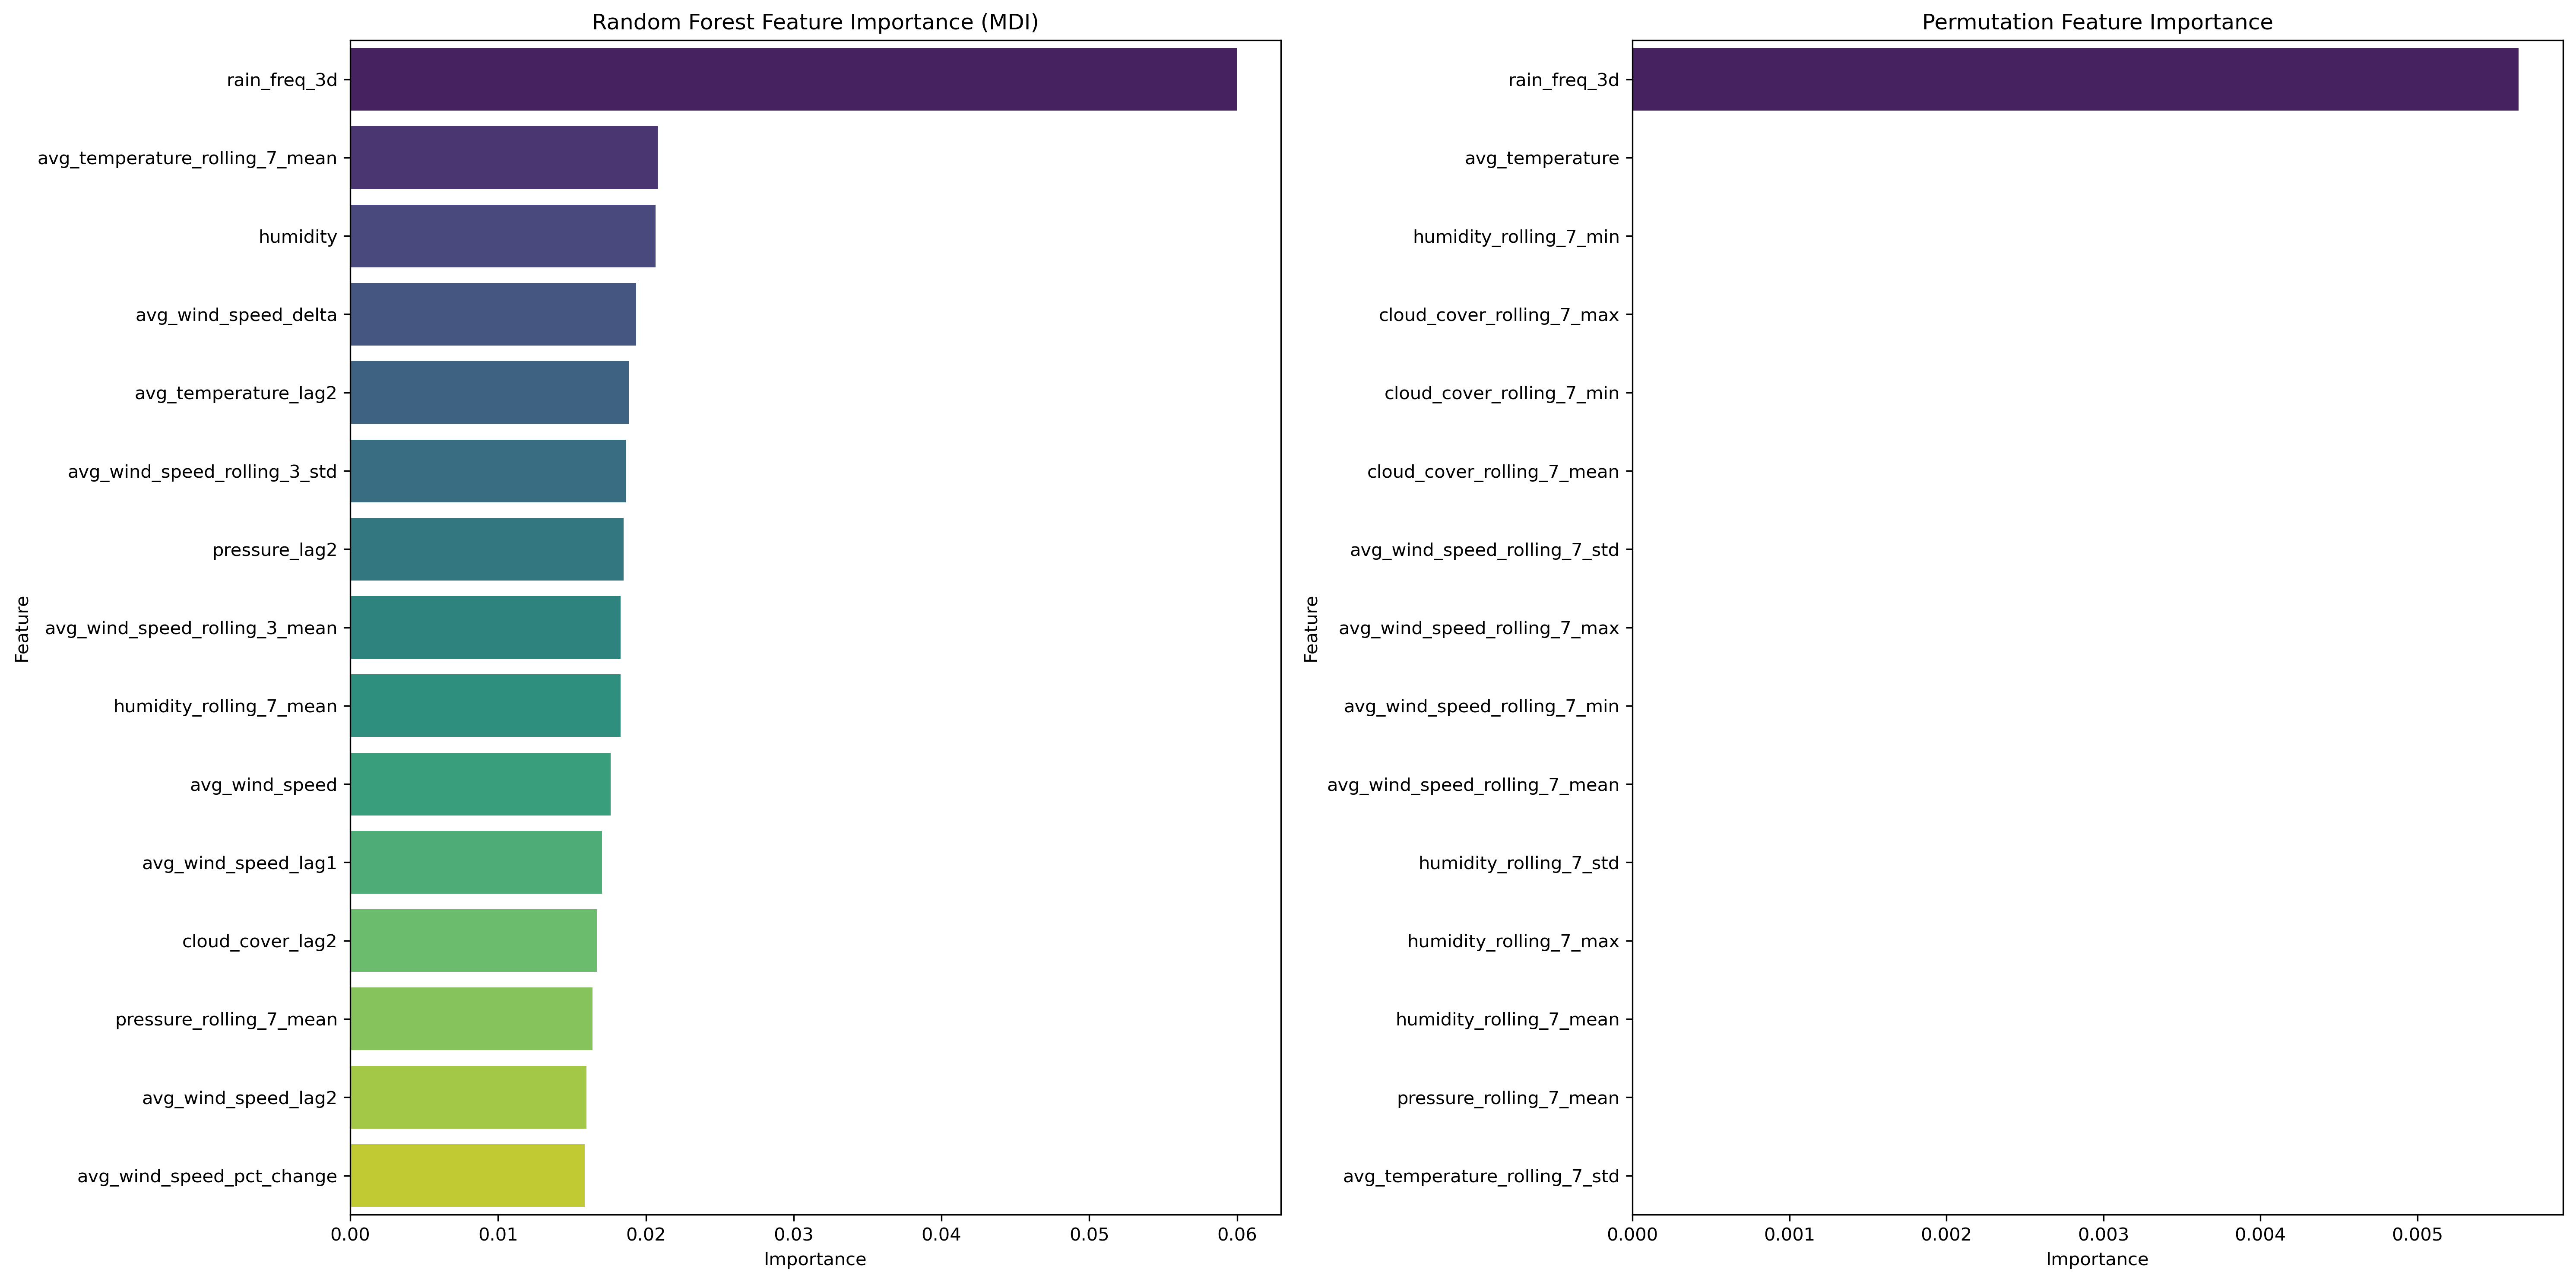 Random Forest Feature Importance (MDI)
Feature
rain_freq_3d
avg_temperature_rolling_7_mean
humidity
avg_wind_speed_delta
avg_temperature_lag2
avg_wind_speed_rolling_3_std
pressure_lag2
avg_wind_speed_rolling_3_mean
humidity_rolling_7_mean
avg_wind_speed
avg_wind_speed_lag1
cloud_cover_lag2
pressure_rolling_7_mean
avg_wind_speed_lag2
avg_wind_speed_pct_change
0.00 0.01 0.02 0.03 0.04 0.05 0.06
Importance
Permutation Feature Importance
Feature
rain_freq_3d
avg_temperature
humidity_rolling_7_min
cloud_cover_rolling_7_max
cloud_cover_rolling_7_min
cloud_cover_rolling_7_mean
avg_wind_speed_rolling_7_std
avg_wind_speed_rolling_7_max
avg_wind_speed_rolling_7_min
avg_wind_speed_rolling_7_mean
humidity_rolling_7_std
humidity_rolling_7_max
humidity_rolling_7_mean
pressure_rolling_7_mean
avg_temperature_rolling_7_std
0.000 0.001 0.002 0.003 0.004 0.005
Importance